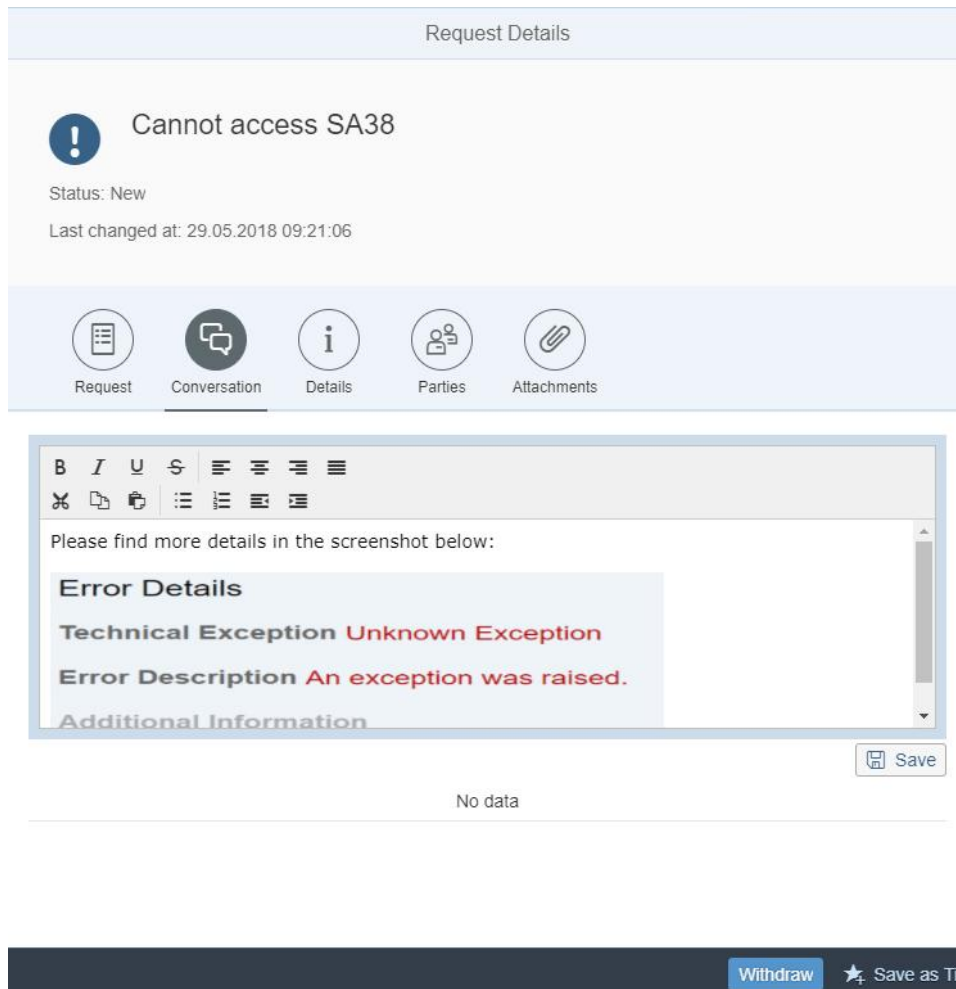 Request Details
Cannot access SA38
Status: New
Last changed at: 29.05.2018 09:21:06
Request Conversation Details Parties Attachments
B I U S
Please find more details in the screenshot below:
Error Details
Technical Exception Unknown Exception
Error Description An exception was raised.
Additional Information
Save
No data
Withdraw Save as